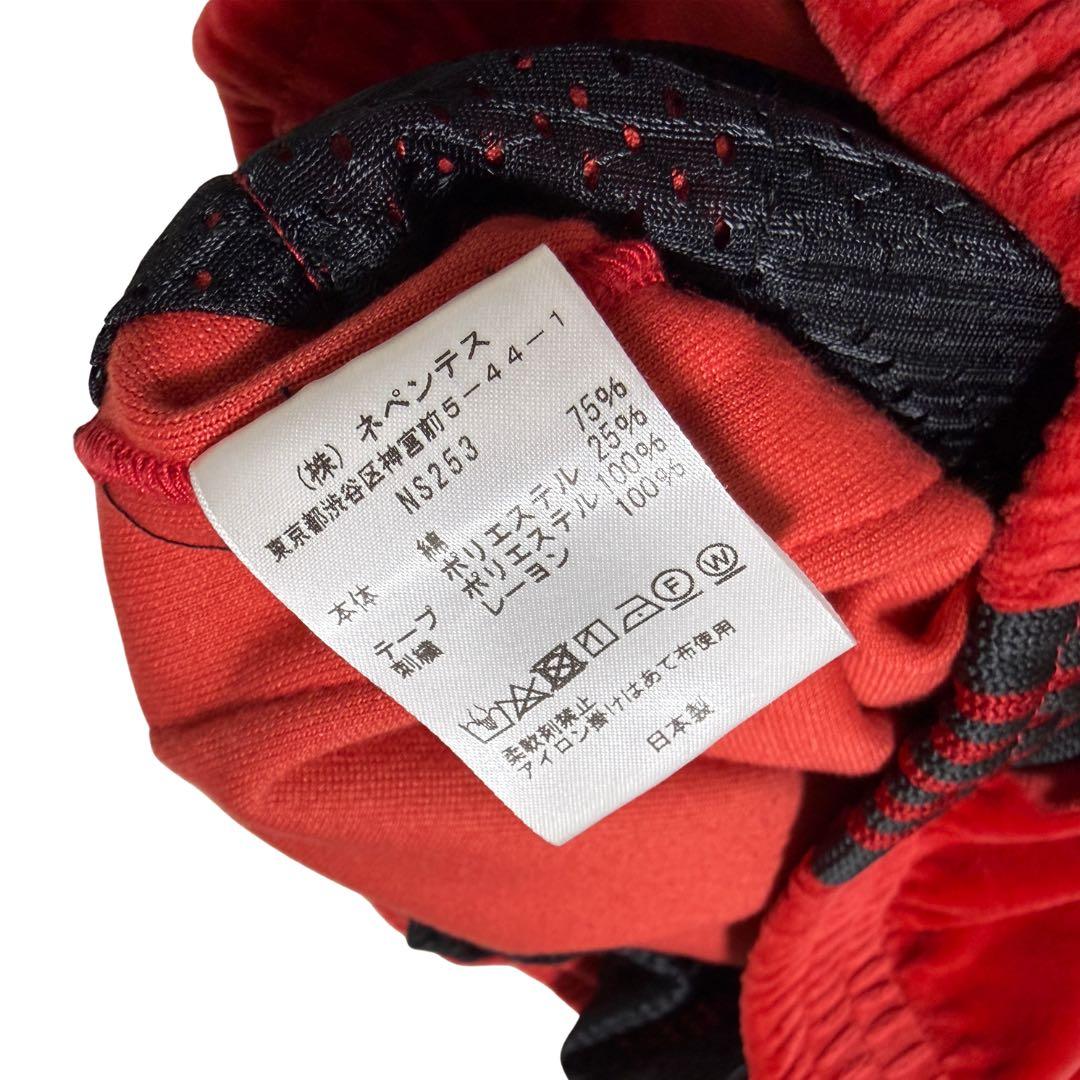 (株) ネペンテス
東京都渋谷区神宮前5-44-1
NS253
本体 綿 75%
ポリエステル 25%
テープ ポリエステル 100%
刺繍 レーヨン 100%
F W
柔軟剤禁止
アイロン掛けはあて布使用
日本製